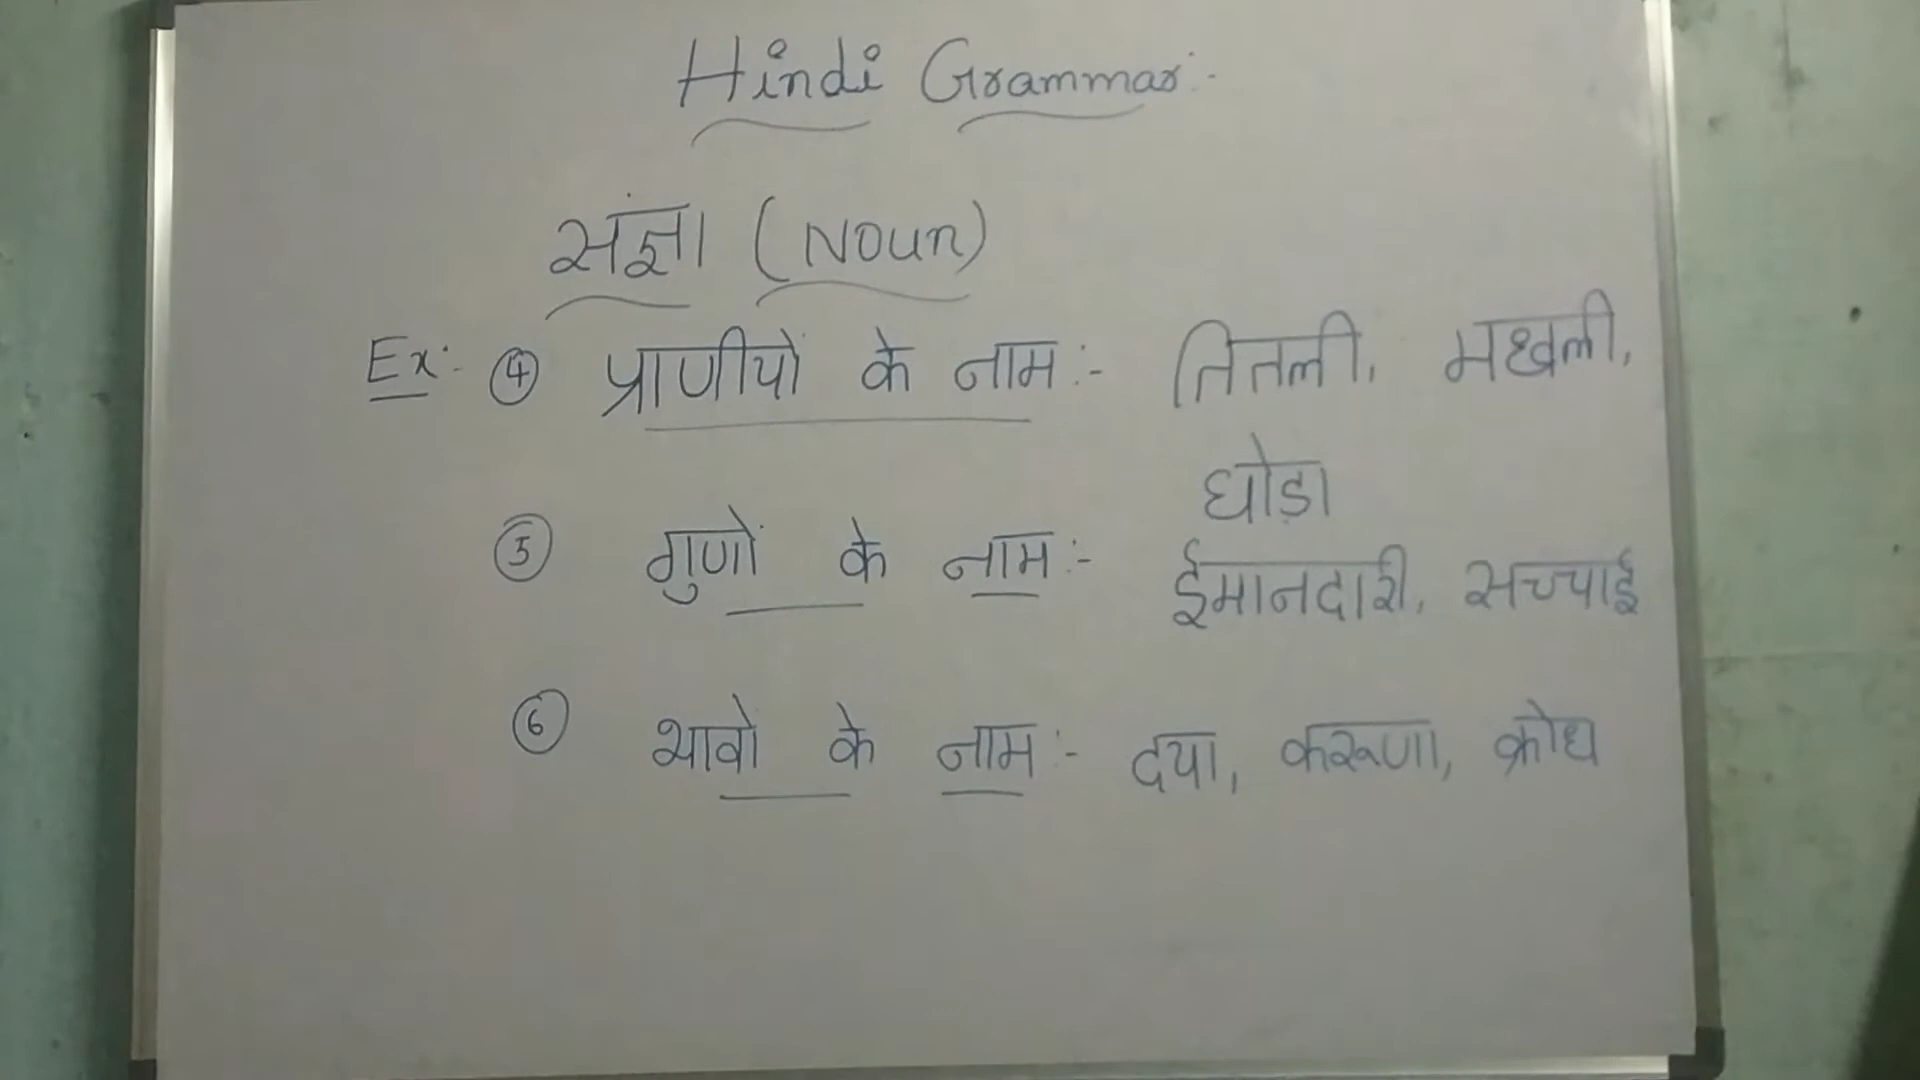 Hindi Grammar:-
संज्ञा (Noun)
Ex:- ④ प्राणीयों के नाम:- तितली, मछली,
घोड़ा
⑤ गुणों के नाम:- ईमानदारी, सच्चाई
⑥ भावों के नाम:- दया, करूणा, क्रोध